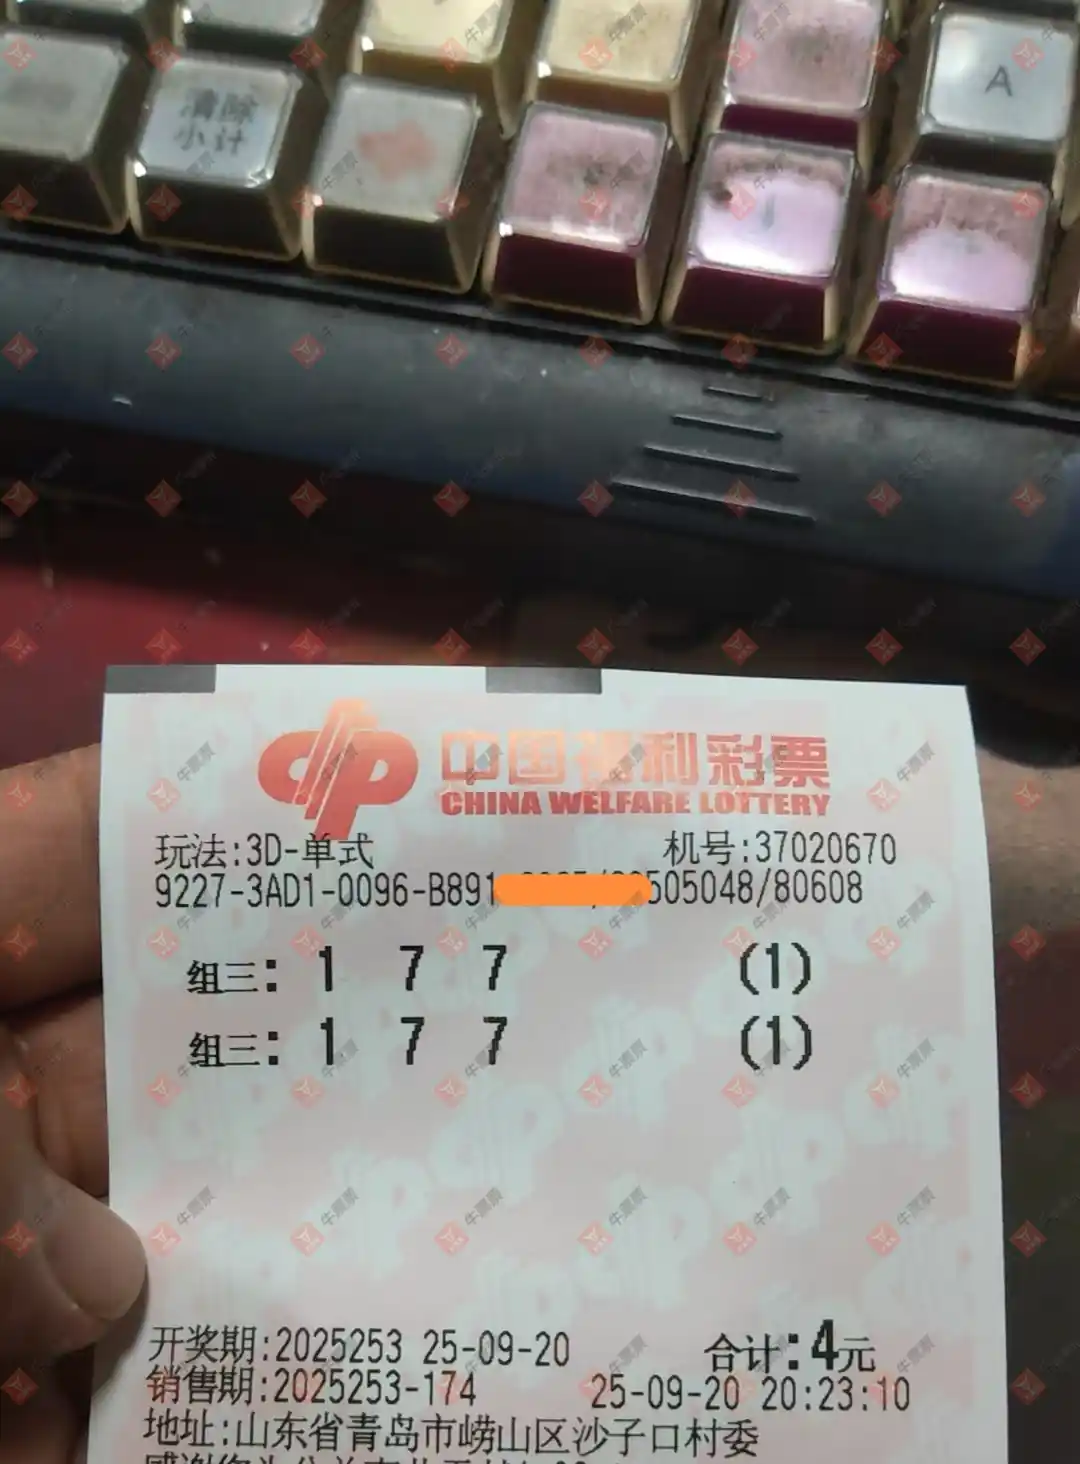 A
清除
小计
中国福利彩票
CHINA WELFARE LOTTERY
玩法:3D-单式 机号:37020670
9227-3AD1-0096-B891 505048/80608
组三: 1 7 7 (1)
组三: 1 7 7 (1)
开奖期:2025253 25-09-20 合计:4元
销售期:2025253-174 25-09-20 20:23:10
地址:山东省青岛市崂山区沙子口村委